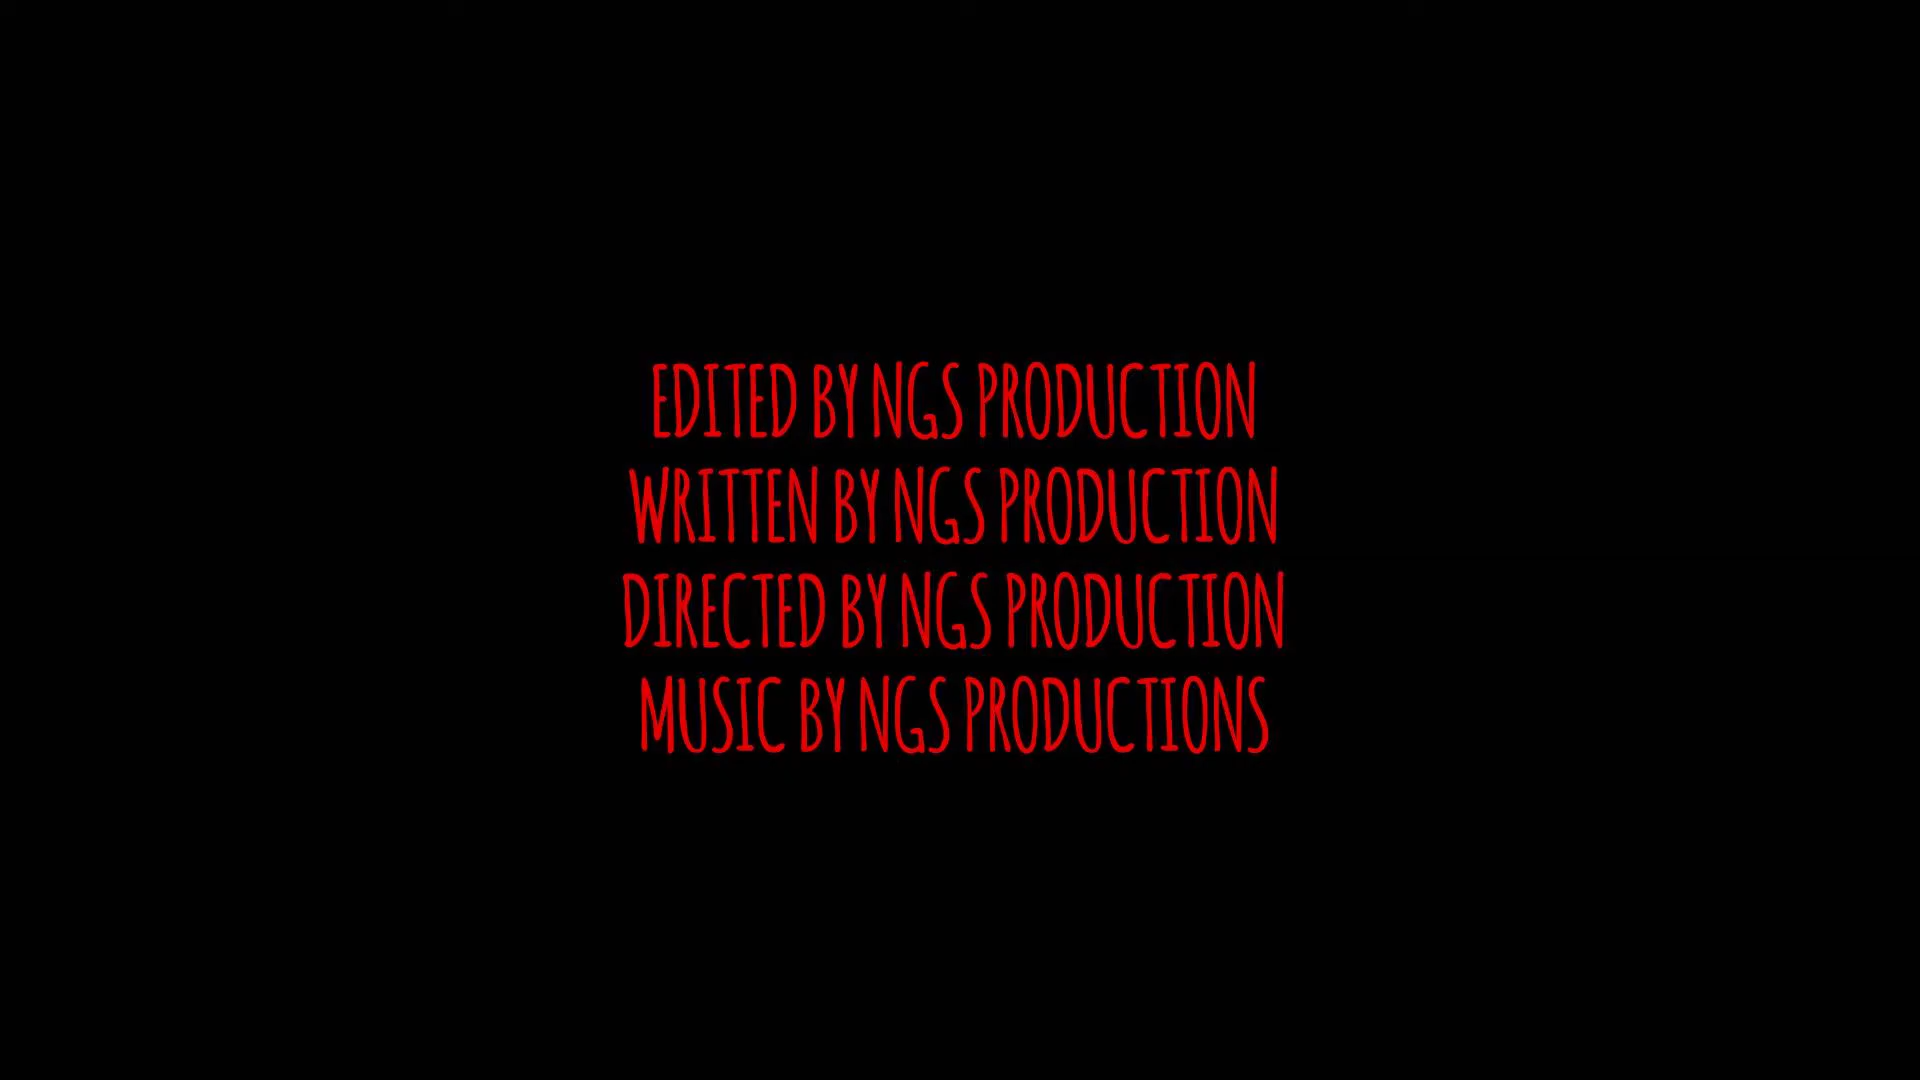 EDITED BY NGS PRODUCTION
WRITTEN BY NGS PRODUCTION
DIRECTED BY NGS PRODUCTION
MUSIC BY NGS PRODUCTIONS